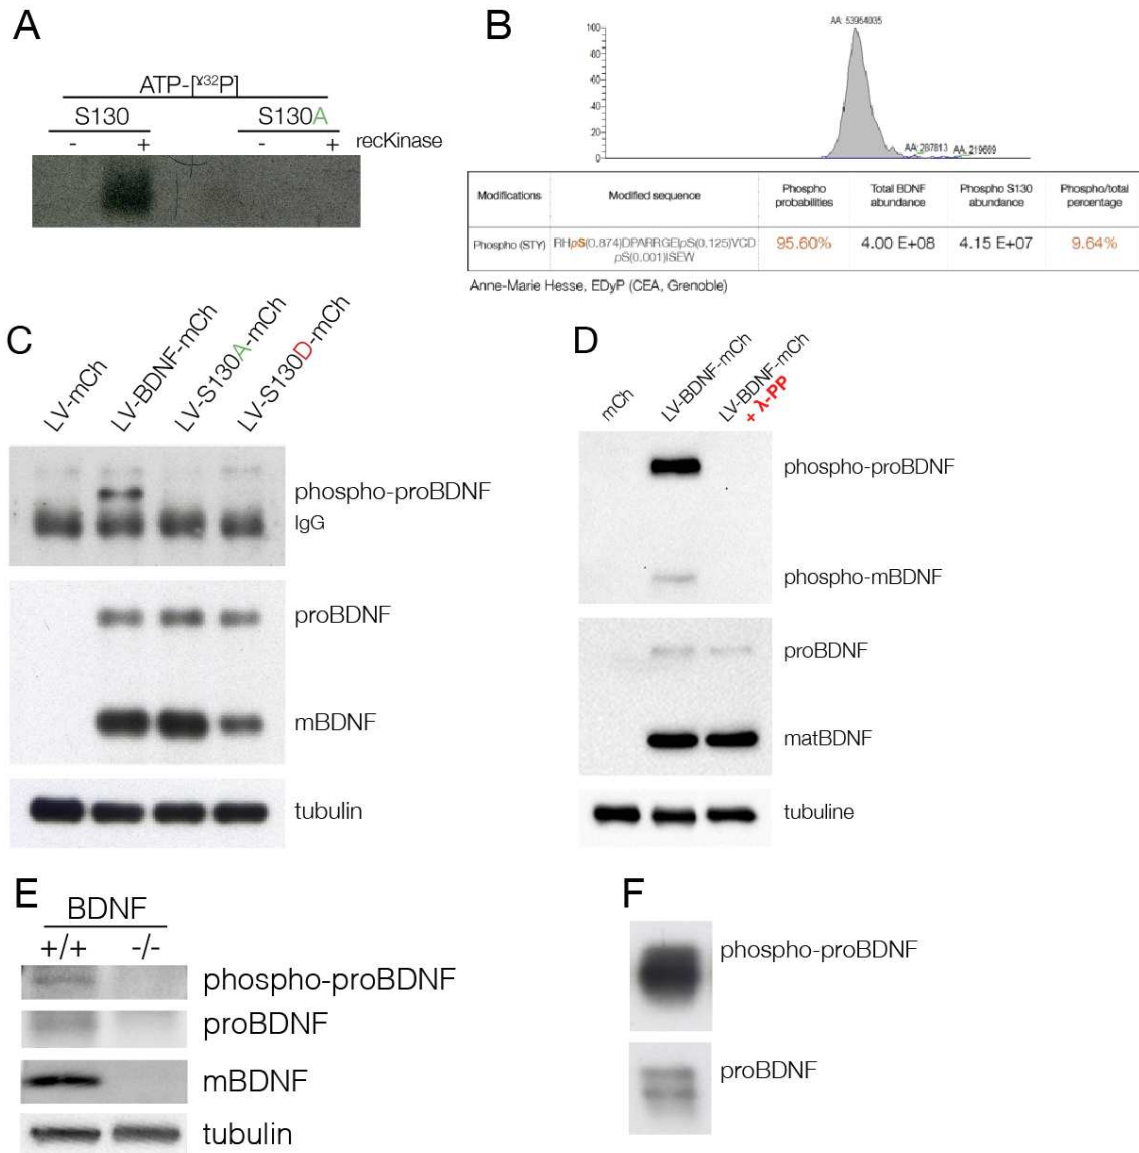 A
ATP-[ɣ32P]
S130
S130A
-
+
-
+
recKinase
B
AA: 53954035
100
80
60
40
20
0
AA: 287813
AA: 219689
Modifications
Modified sequence
Phospho
probabilities
Total BDNF
abundance
Phospho S130
abundance
Phospho/total
percentage
Phospho (STY)
RHpS(0.874)DPARRGEIpS(0.125)VCD
pS(0.001)ISEW
95.60%
4.00 E+08
4.15 E+07
9.64%
Anne-Marie Hesse, EDyP (CEA, Grenoble)
C
LV-mCh
LV-BDNF-mCh
LV-S130A-mCh
LV-S130D-mCh
phospho-proBDNF
IgG
proBDNF
mBDNF
tubulin
D
mCh
LV-BDNF-mCh
LV-BDNF-mCh
+ λ-PP
phospho-proBDNF
phospho-mBDNF
proBDNF
matBDNF
tubuline
E
BDNF
+/+
-/-
phospho-proBDNF
proBDNF
mBDNF
tubulin
F
phospho-proBDNF
proBDNF